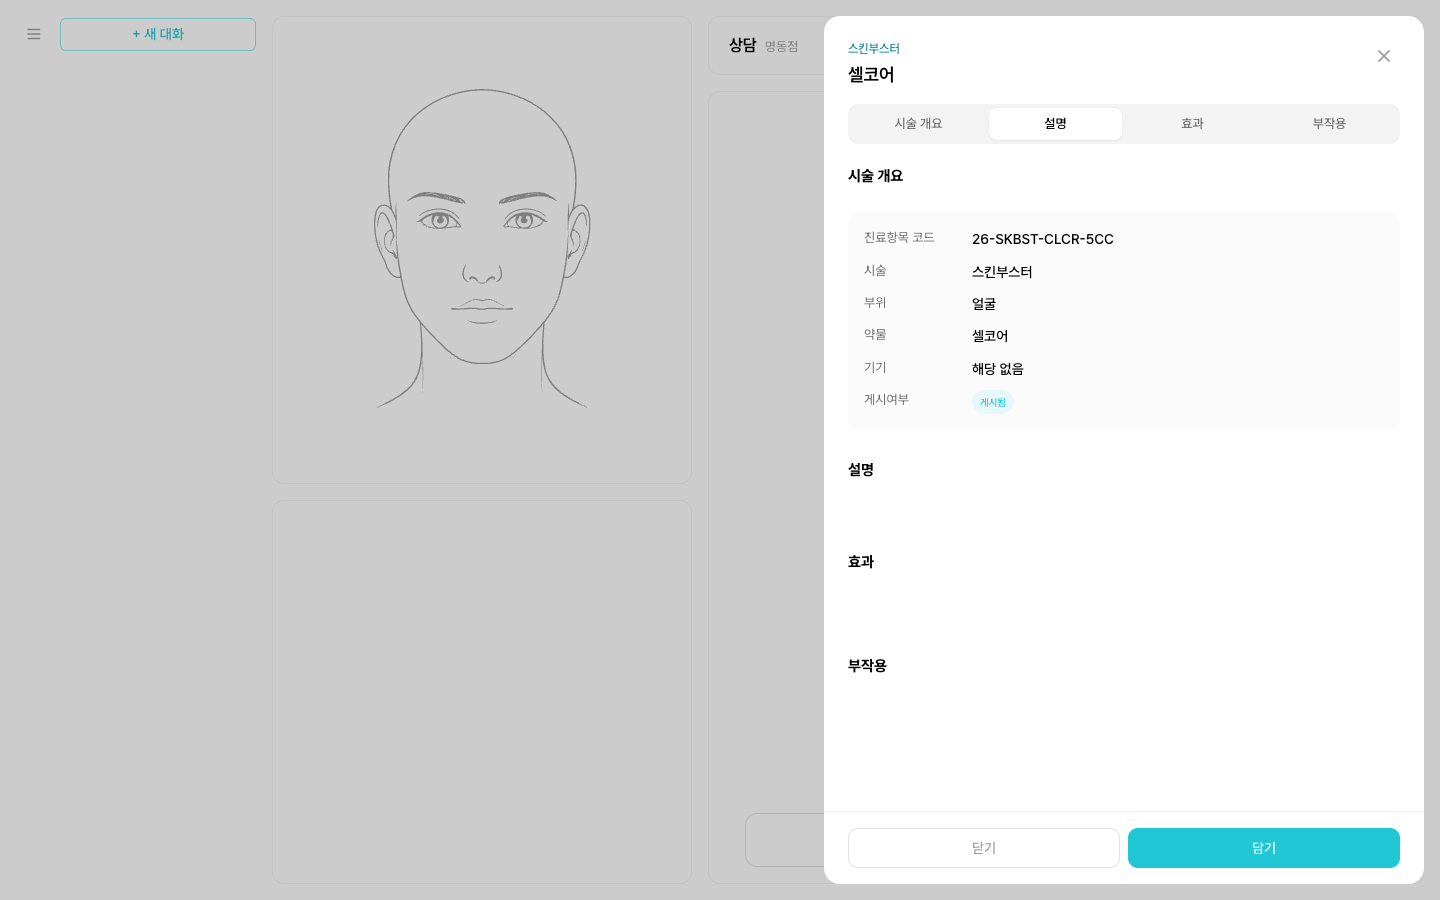 + 새 대화
상담 명동점
스킨부스터
셀코어
시술 개요 설명 효과 부작용
시술 개요
진료항목 코드 26-SKBST-CLCR-5CC
시술 스킨부스터
부위 얼굴
약물 셀코어
기기 해당 없음
게시여부 게시됨
설명
효과
부작용
닫기 담기